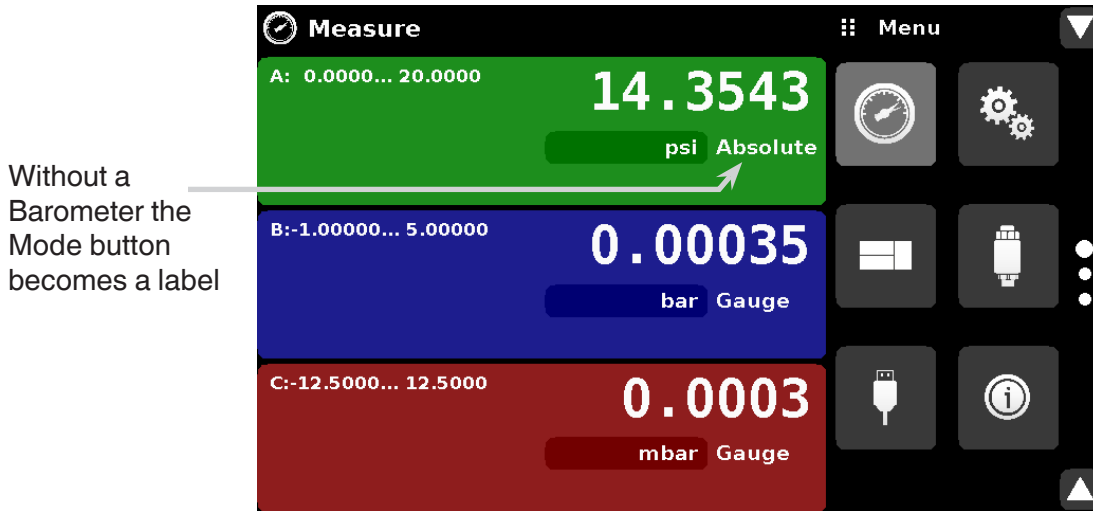 Measure
Menu
A: 0.0000... 20.0000
14.3543
psi Absolute
Without a
Barometer the
Mode button
becomes a label
B:-1.00000... 5.00000
0.00035
bar Gauge
C:-12.5000... 12.5000
0.0003
mbar Gauge